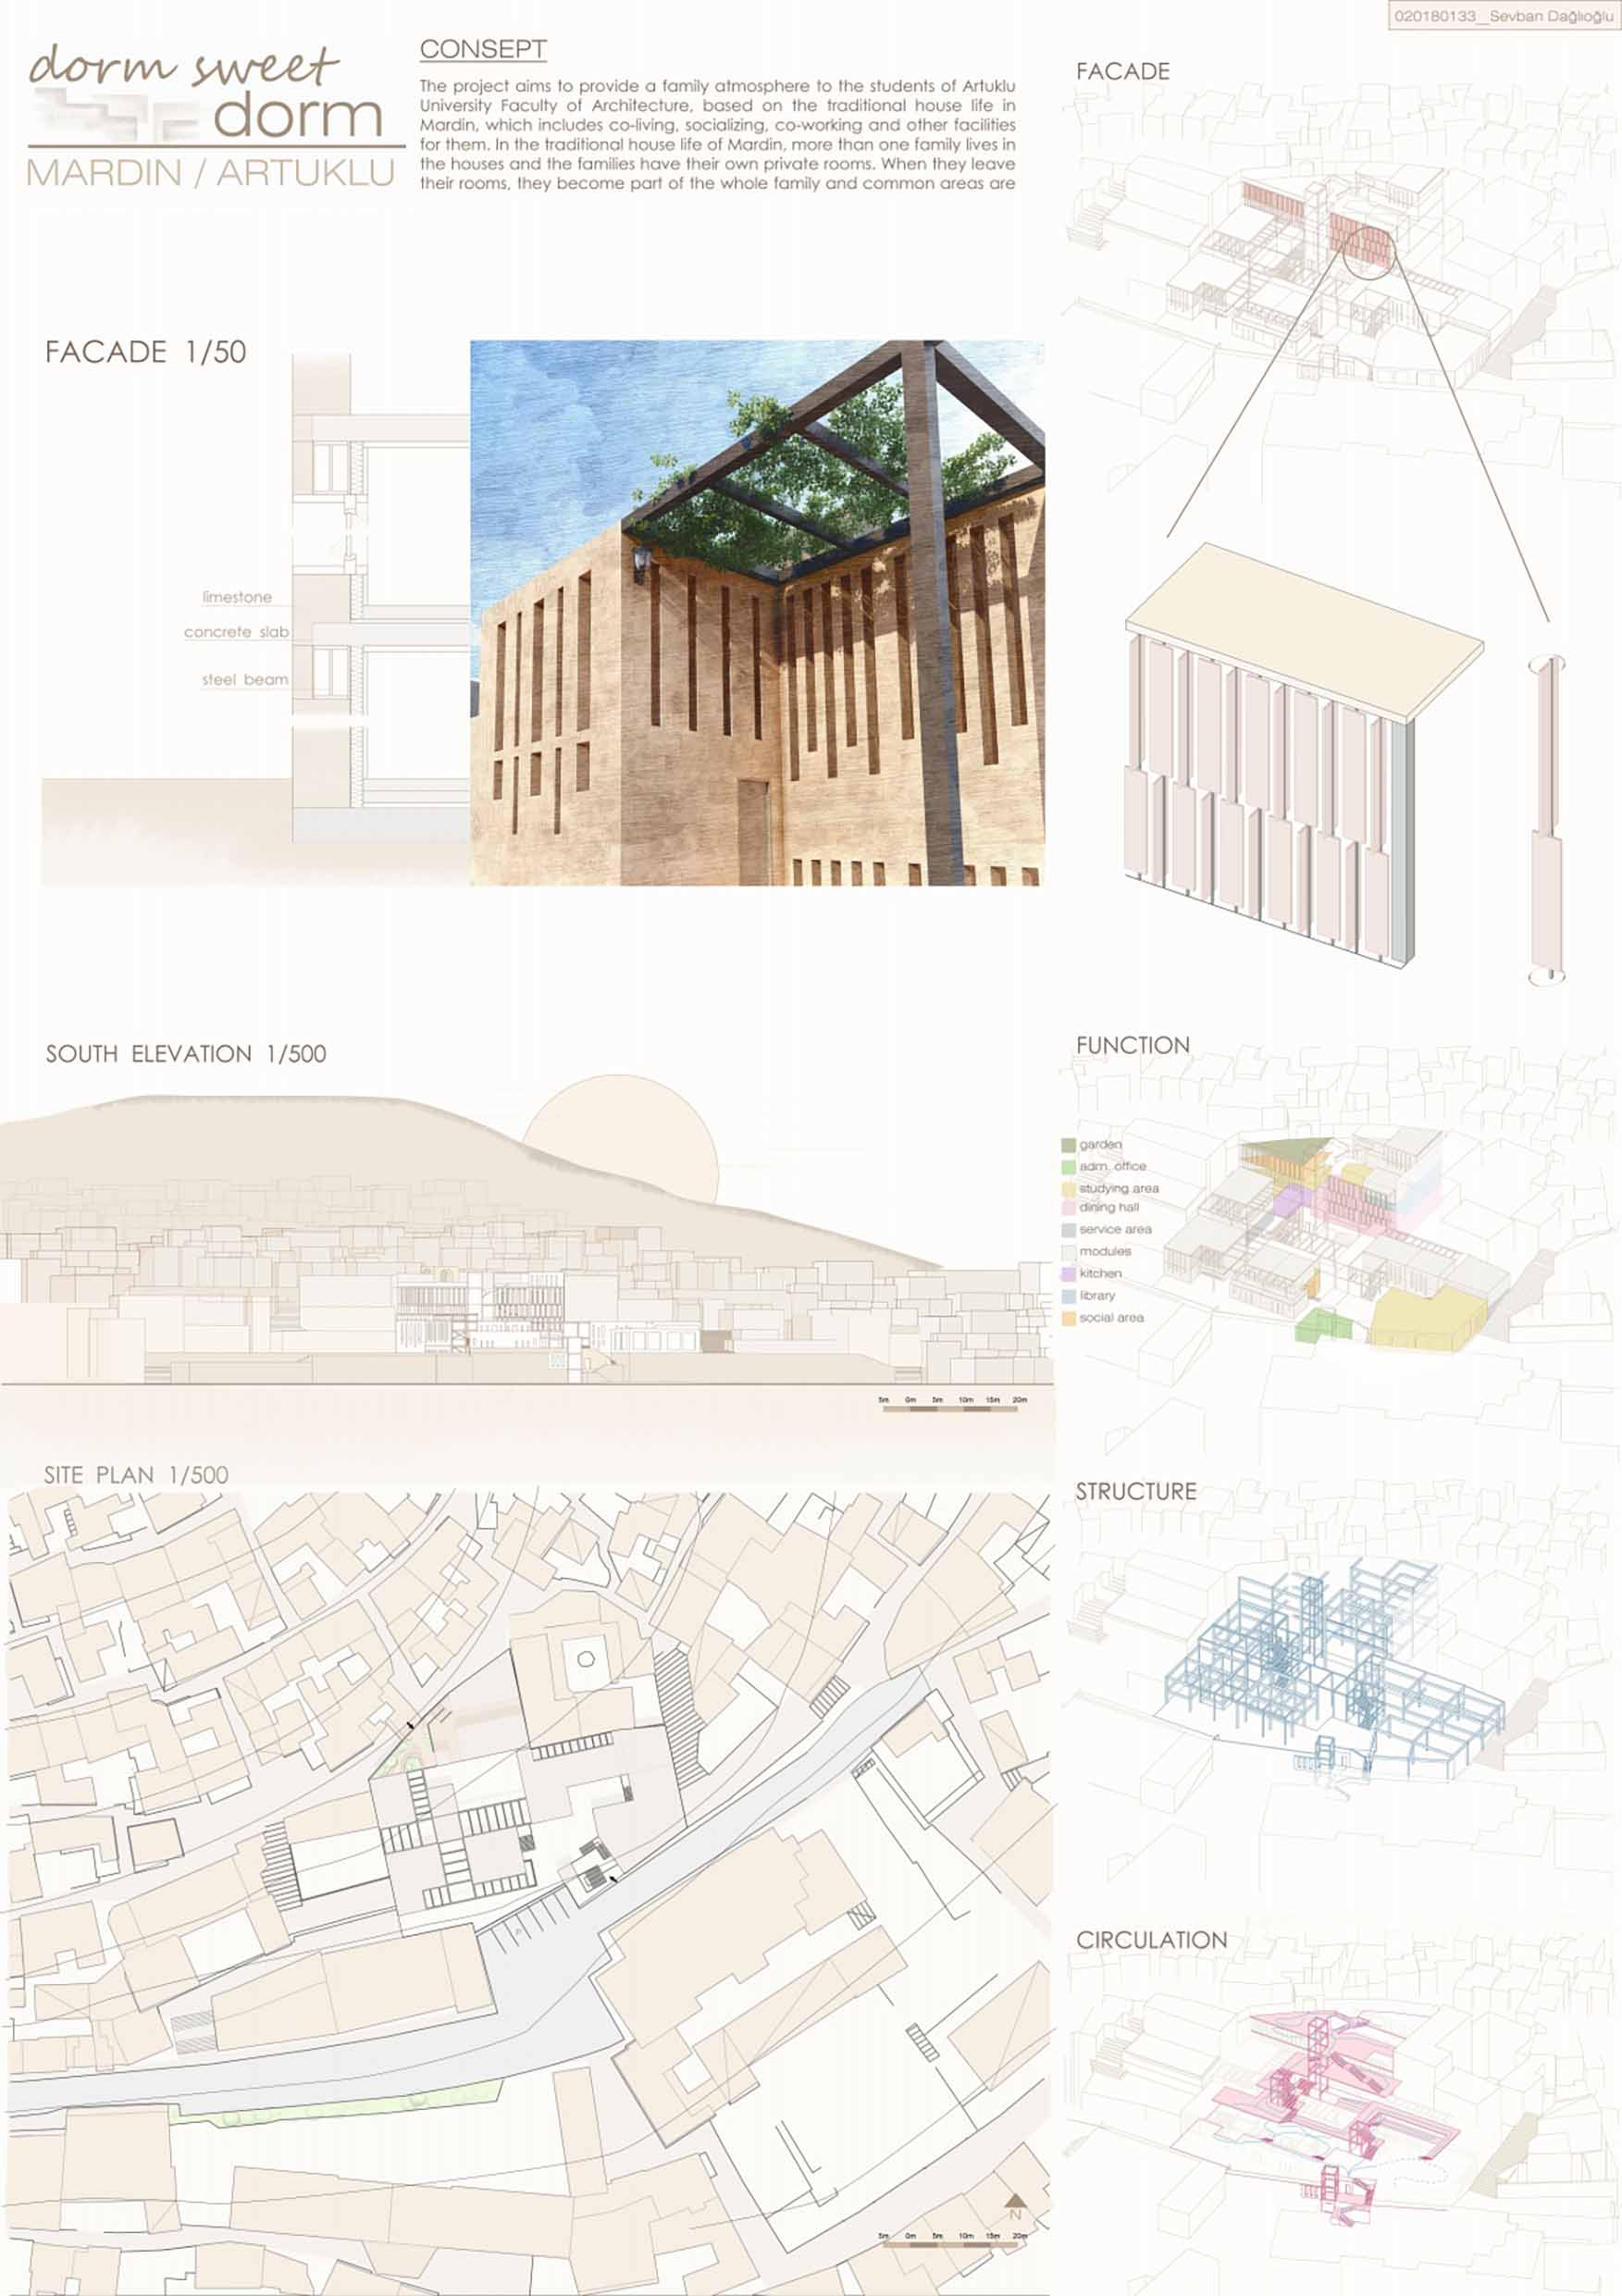 020180133_Sevban Dağlıoğlu
dorm sweet
dorm
MARDIN / ARTUKLU
CONSEPT
The project aims to provide a family atmosphere to the students of Artuklu
University Faculty of Architecture, based on the traditional house life in
Mardin, which includes co-living, socializing, co-working and other facilities
for them. In the traditional house life of Mardin, more than one family lives in
the houses and the families have their own private rooms. When they leave
their rooms, they become part of the whole family and common areas are
FACADE
FACADE 1/50
limestone
concrete slab
steel beam
SOUTH ELEVATION 1/500
5m 0m 5m 10m 15m 20m
FUNCTION
garden
adm. office
studying area
dining hall
service area
modules
kitchen
library
social area
SITE PLAN 1/500
N
5m 0m 5m 10m 15m 20m
STRUCTURE
CIRCULATION